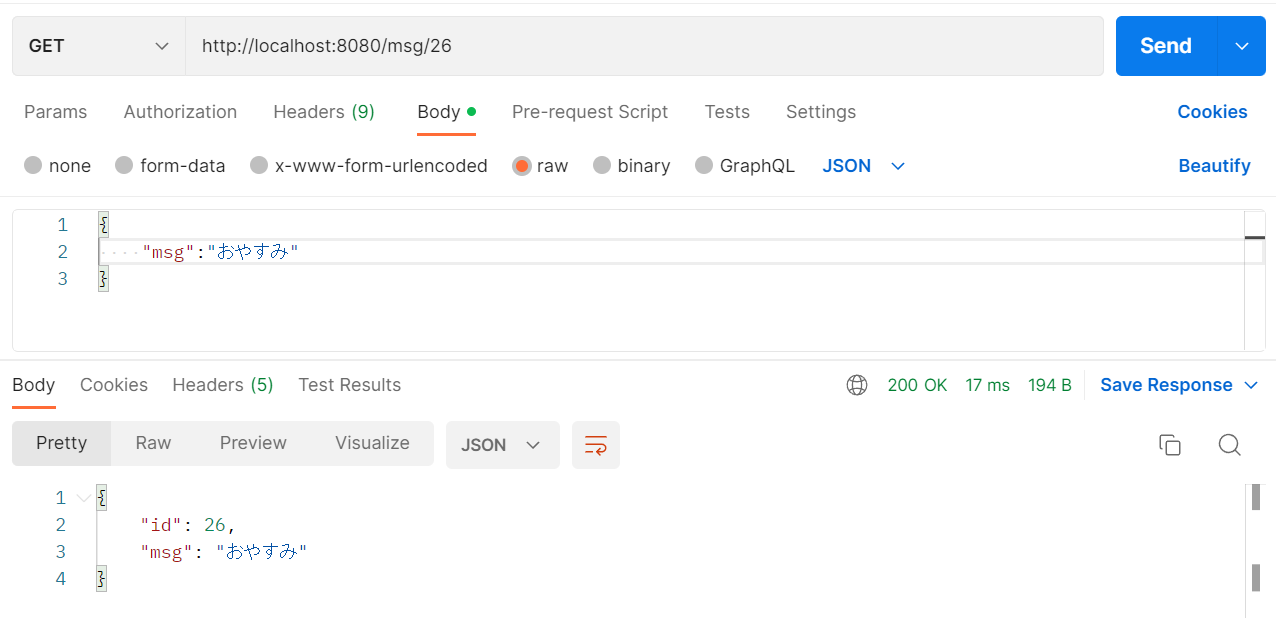 GET http://localhost:8080/msg/26 Send
Params Authorization Headers (9) Body Pre-request Script Tests Settings Cookies
none form-data x-www-form-urlencoded raw binary GraphQL JSON Beautify
1 {
2 "msg":"おやすみ"
3 }
Body Cookies Headers (5) Test Results 200 OK 17 ms 194 B Save Response
Pretty Raw Preview Visualize JSON
1 {
2 "id": 26,
3 "msg": "おやすみ"
4 }